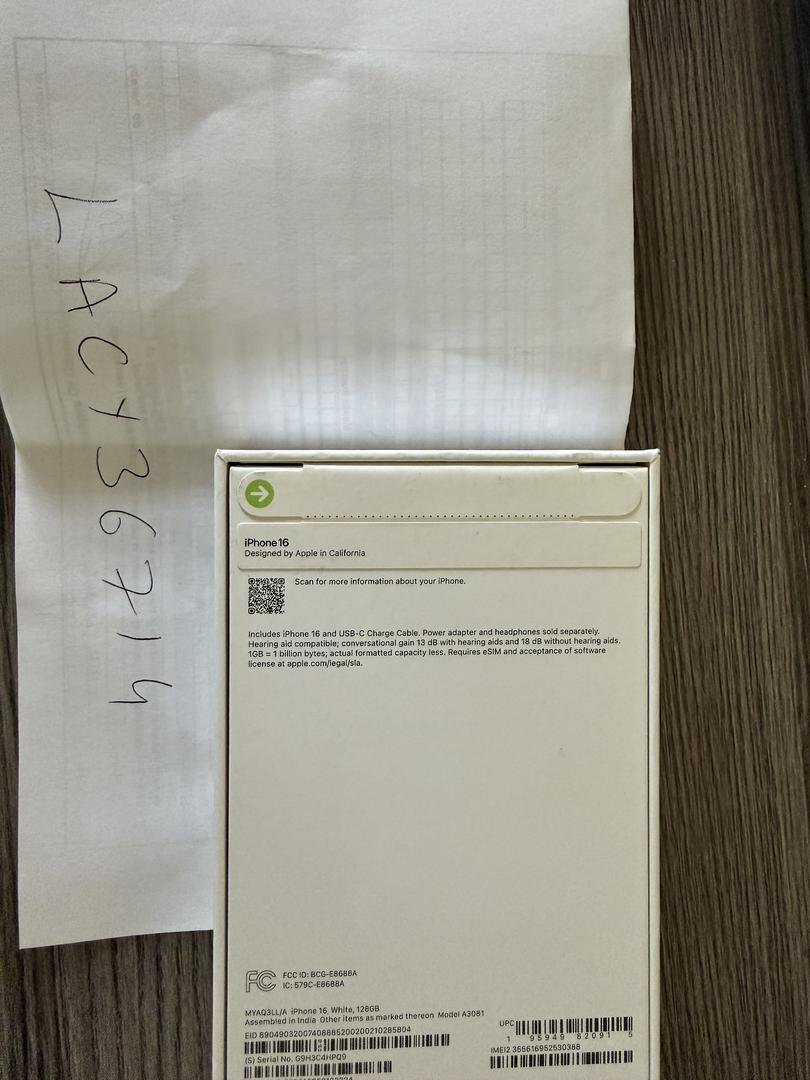 LACY36714
iPhone 16
Designed by Apple in California
Scan for more information about your iPhone.
Includes iPhone 16 and USB-C Charge Cable. Power adapter and headphones sold separately.
Hearing aid compatible; conversational gain 13 dB with hearing aids and 18 dB without hearing aids.
1GB = 1 billion bytes; actual formatted capacity less. Requires eSIM and acceptance of software
license at apple.com/legal/sla.
FC
FCC ID: BCG-E8688A
IC: 579C-E8688A
MYAQ3LL/A iPhone 16, White, 128GB
Assembled in India Other items as marked thereon Model A3081
EID 89049032007408885200200210285804
(S) Serial No. G9H3C4HPQ9
UPC
1 95949 82091 5
IMEI2 355616952530388